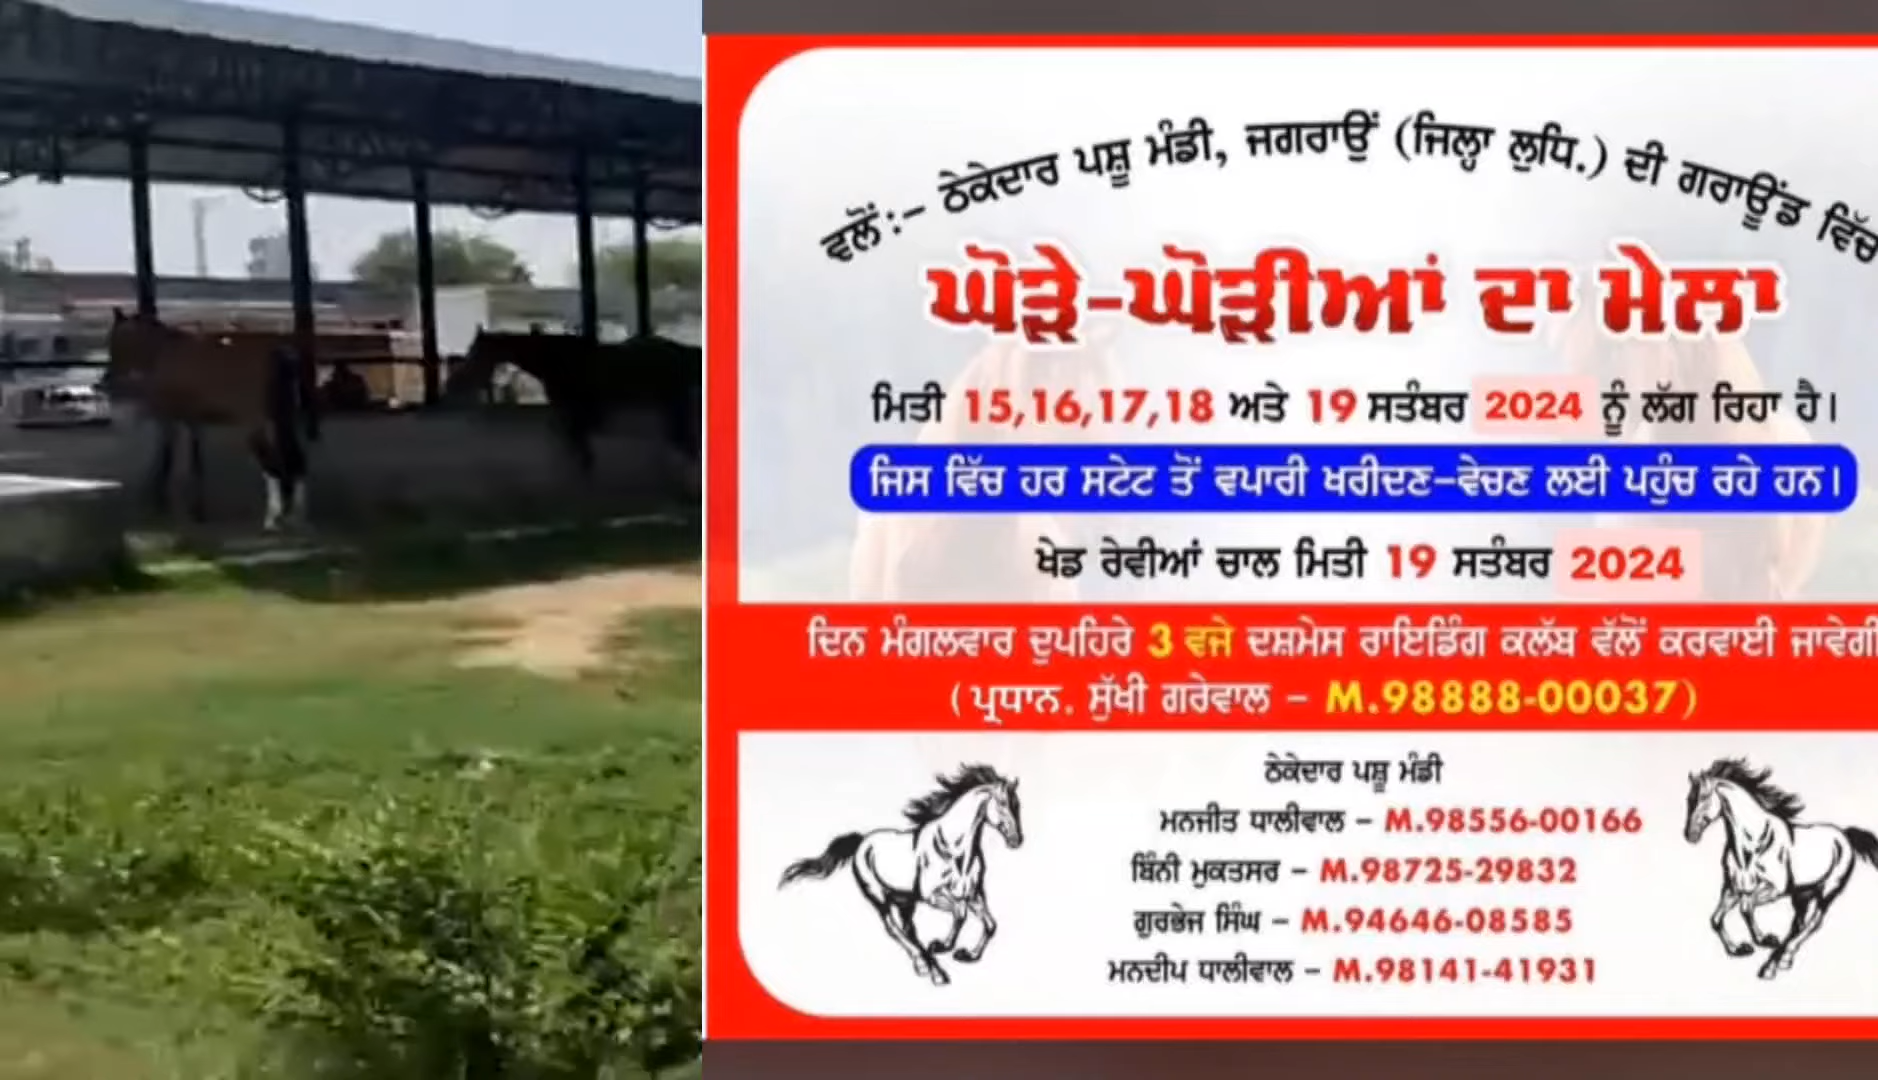 ਵਲੋਂ:- ਠੇਕੇਦਾਰ ਪਸ਼ੂ ਮੰਡੀ, ਜਗਰਾਉਂ (ਜਿਲ੍ਹਾ ਲੁਧਿ.) ਦੀ ਗਰਾਊਂਡ ਵਿੱਚ
ਘੋੜੇ-ਘੋੜੀਆਂ ਦਾ ਮੇਲਾ
ਮਿਤੀ 15,16,17,18 ਅਤੇ 19 ਸਤੰਬਰ 2024 ਨੂੰ ਲੱਗ ਰਿਹਾ ਹੈ।
ਜਿਸ ਵਿੱਚ ਹਰ ਸਟੇਟ ਤੋਂ ਵਪਾਰੀ ਖਰੀਦਣ-ਵੇਚਣ ਲਈ ਪਹੁੰਚ ਰਹੇ ਹਨ।
ਖੇਡ ਰੇਵੀਆਂ ਚਾਲ ਮਿਤੀ 19 ਸਤੰਬਰ 2024
ਦਿਨ ਮੰਗਲਵਾਰ ਦੁਪਹਿਰੇ 3 ਵਜੇ ਦਸ਼ਮੇਸ ਰਾਇਡਿੰਗ ਕਲੱਬ ਵੱਲੋਂ ਕਰਵਾਈ ਜਾਵੇਗੀ
(ਪ੍ਰਧਾਨ. ਸੁੱਖੀ ਗਰੇਵਾਲ - M.98888-00037)
ਠੇਕੇਦਾਰ ਪਸ਼ੂ ਮੰਡੀ
ਮਨਜੀਤ ਧਾਲੀਵਾਲ - M.98556-00166
ਬਿੰਨੀ ਮੁਕਤਸਰ - M.98725-29832
ਗੁਰਭੇਜ ਸਿੰਘ - M.94646-08585
ਮਨਦੀਪ ਧਾਲੀਵਾਲ - M.98141-41931